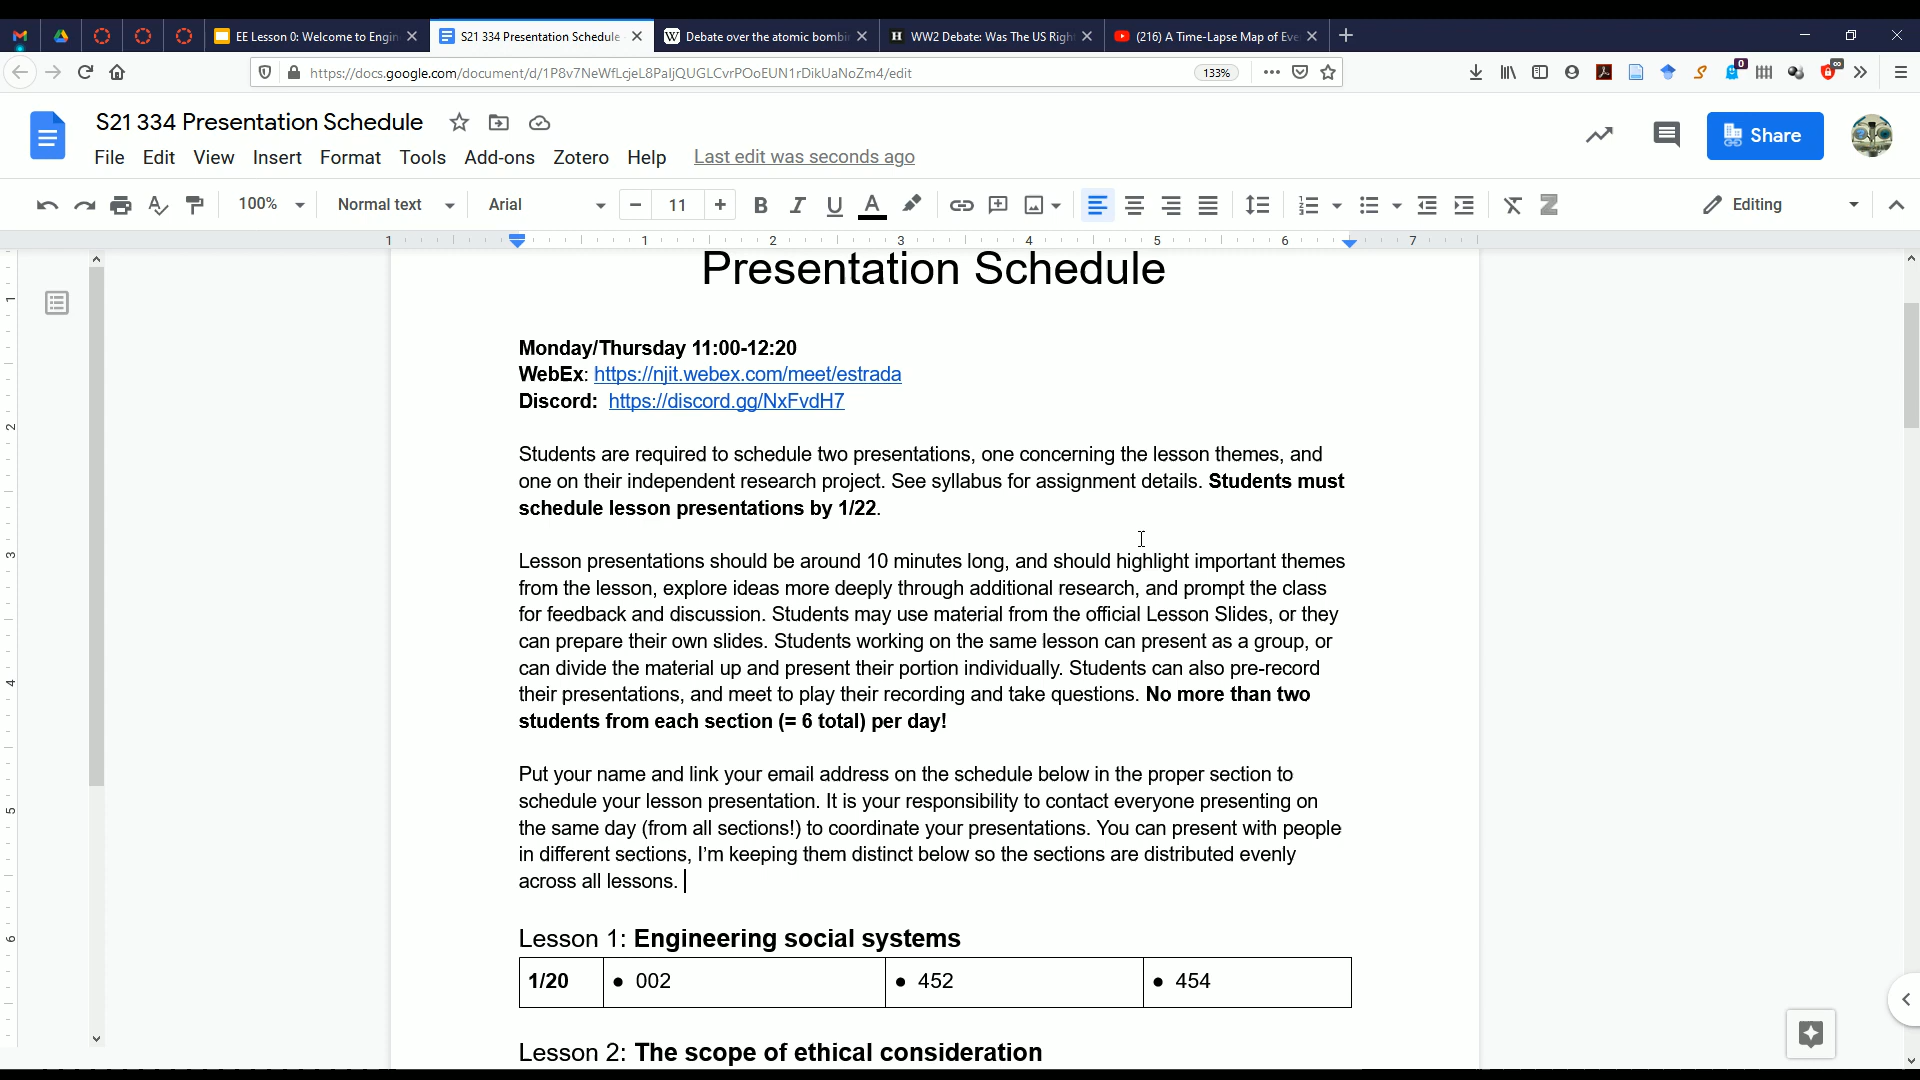 EE Lesson 0: Welcome to Engin
S21 334 Presentation Schedule
Debate over the atomic bombi
WW2 Debate: Was The US Righ
(216) A Time-Lapse Map of Eve
https://docs.google.com/document/d/1P8v7NeWfLcjeL8PaljQUGLCvrPOoEUN1rDikUaNoZm4/edit
133%
0
∞
S21 334 Presentation Schedule
Share
File Edit View Insert Format Tools Add-ons Zotero Help Last edit was seconds ago
100% Normal text Arial 11 Editing
1 1 2 3 4 5 6 7
Presentation Schedule
Monday/Thursday 11:00-12:20
WebEx: https://njit.webex.com/meet/estrada
Discord: https://discord.gg/NxFvdH7
Students are required to schedule two presentations, one concerning the lesson themes, and
one on their independent research project. See syllabus for assignment details. Students must
schedule lesson presentations by 1/22.
Lesson presentations should be around 10 minutes long, and should highlight important themes
from the lesson, explore ideas more deeply through additional research, and prompt the class
for feedback and discussion. Students may use material from the official Lesson Slides, or they
can prepare their own slides. Students working on the same lesson can present as a group, or
can divide the material up and present their portion individually. Students can also pre-record
their presentations, and meet to play their recording and take questions. No more than two
students from each section (= 6 total) per day!
Put your name and link your email address on the schedule below in the proper section to
schedule your lesson presentation. It is your responsibility to contact everyone presenting on
the same day (from all sections!) to coordinate your presentations. You can present with people
in different sections, I'm keeping them distinct below so the sections are distributed evenly
across all lessons.
Lesson 1: Engineering social systems
1/20 ● 002 ● 452 ● 454
Lesson 2: The scope of ethical consideration
1
2
3
4
5
6